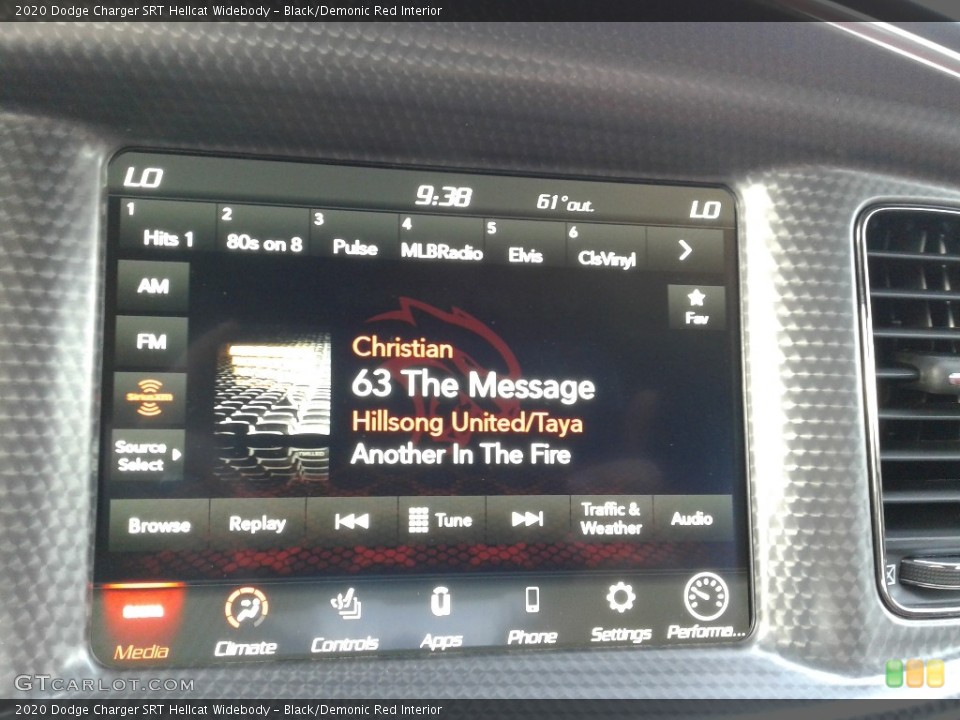 2020 Dodge Charger SRT Hellcat Widebody - Black/Demonic Red Interior
LO 9:38 61°out. LO
1 Hits 1
2 80s on 8
3 Pulse
4 MLBRadio
5 Elvis
6 ClsVinyl
AM
FM
SiriusXM
Source Select
Fav
Christian
63 The Message
Hillsong United/Taya
Another In The Fire
Browse Replay Tune Traffic & Weather Audio
Media Climate Controls Apps Phone Settings Performa...
GTCARLOT.COM
2020 Dodge Charger SRT Hellcat Widebody - Black/Demonic Red Interior